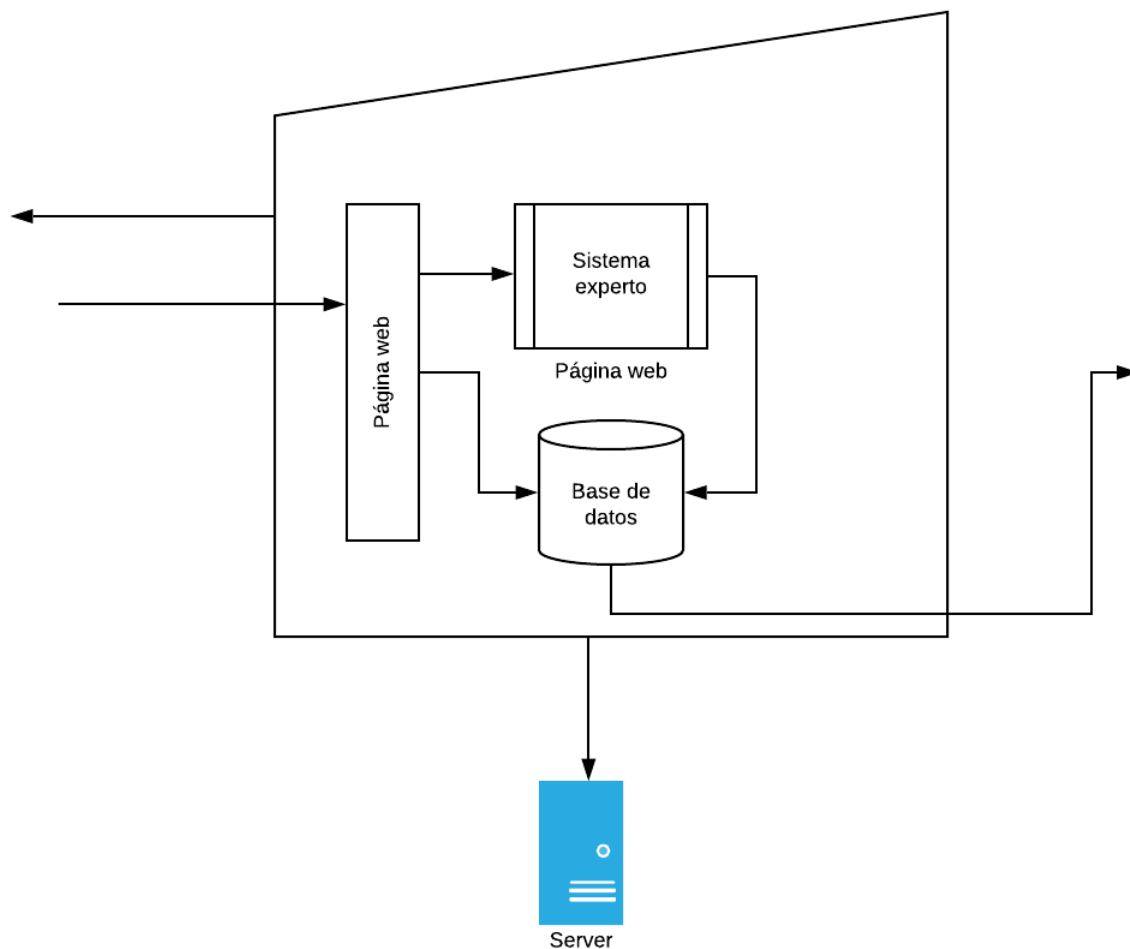 Sistema
experto
Página web
Página web
Base de
datos
Server